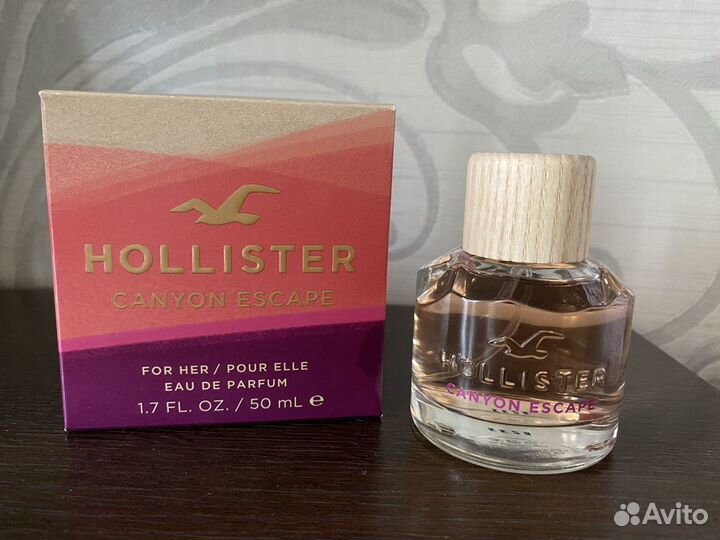 HOLLISTER
CANYON ESCAPE
FOR HER / POUR ELLE
EAU DE PARFUM
1.7 FL. OZ. / 50 mL ℮
HOLLISTER
CANYON ESCAPE
Avito